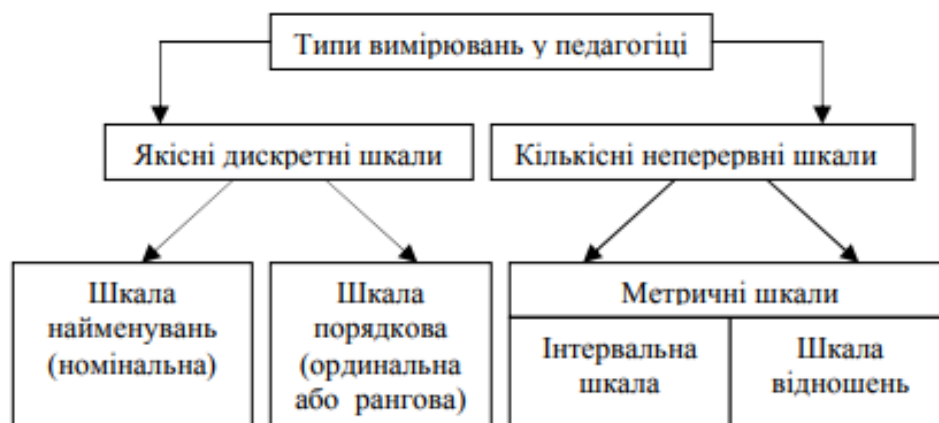 Типи вимірювань у педагогіці
Якісні дискретні шкали
Кількісні неперервні шкали
Шкала
найменувань
(номінальна)
Шкала
порядкова
(ординальна
або рангова)
Метричні шкали
Інтервальна
шкала
Шкала
відношень